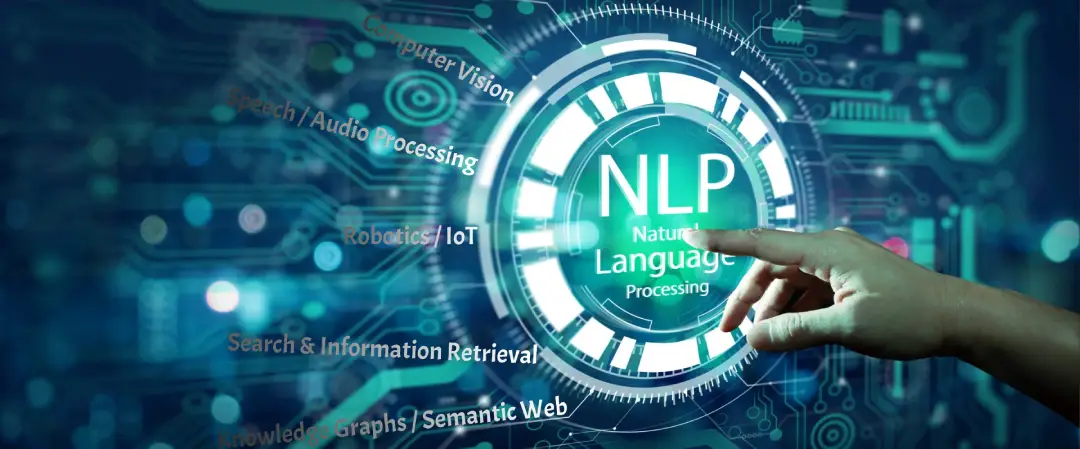 Computer Vision
Speech / Audio Processing
Robotics / IoT
Search & Information Retrieval
Knowledge Graphs / Semantic Web
NLP
Natural
Language
Processing